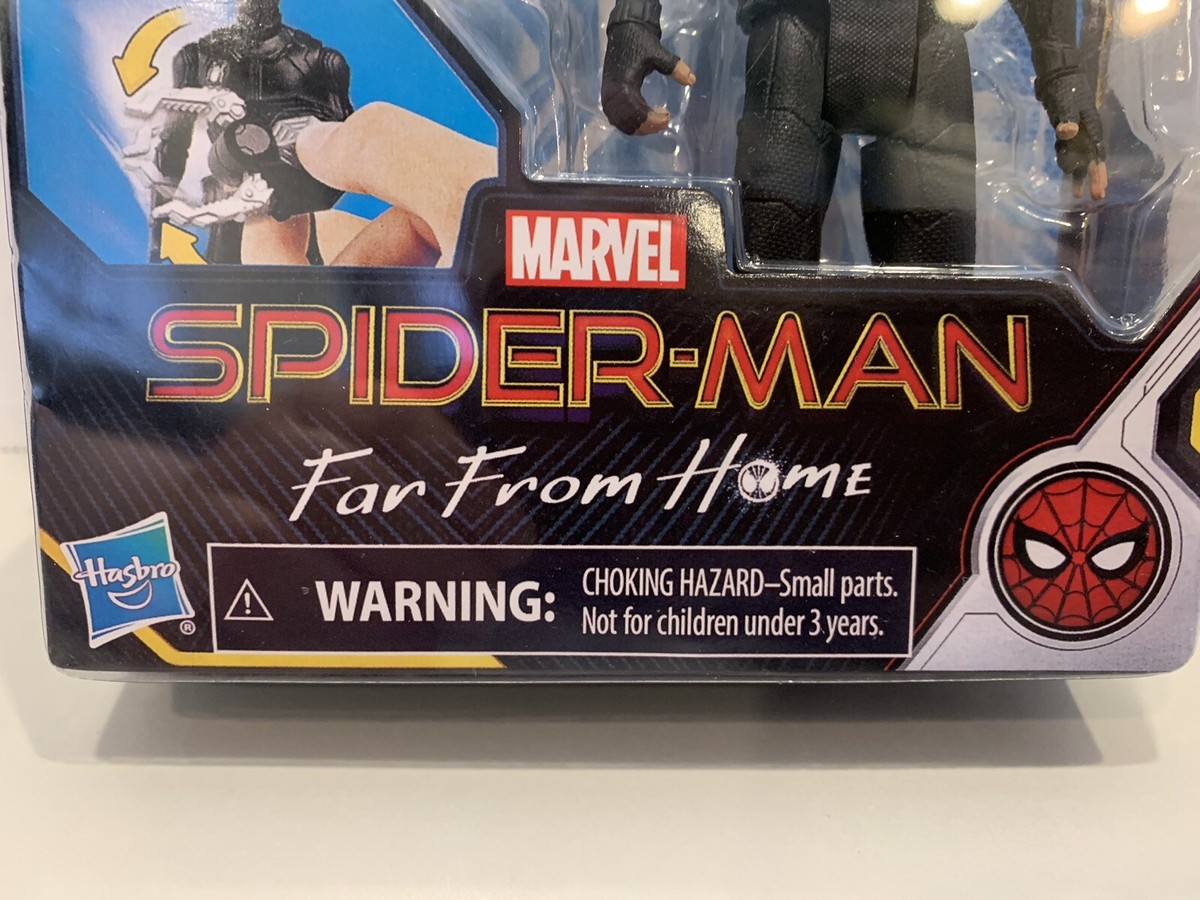 MARVEL
SPIDER-MAN
Far From HomE
Hasbro
®
WARNING:
CHOKING HAZARD–Small parts.
Not for children under 3 years.